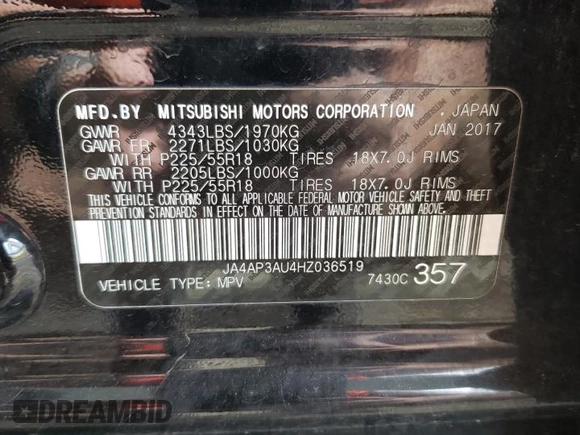 MFD.BY MITSUBISHI MOTORS CORPORATION . JAPAN
GVWR 4343LBS/1970KG JAN 2017
GAWR FR 2271LBS/1030KG
WITH P225/55R18 TIRES 18X7.0J RIMS
GAWR RR 2205LBS/1000KG
WITH P225/55R18 TIRES 18X7.0J RIMS
THIS VEHICLE CONFORMS TO ALL APPLICABLE FEDERAL MOTOR VEHICLE SAFETY AND THEFT
PREVENTION STANDARDS IN EFFECT ON THE DATE OF MANUFACTURE SHOWN ABOVE.
JA4AP3AU4HZ036519
VEHICLE TYPE:MPV 7430C 357
DREAMBID